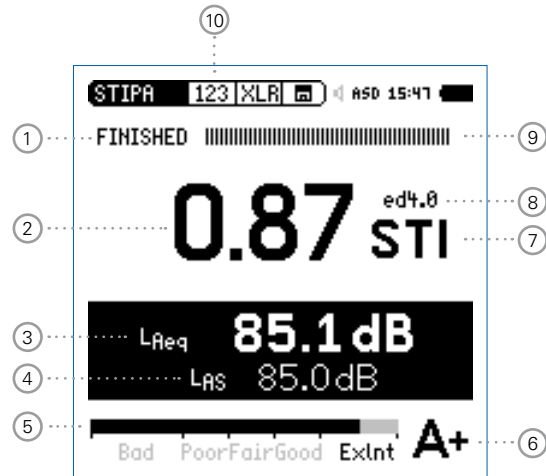 10
STIPA 123 XLR ASD 15:47
1 FINISHED 9
2 0.87 ed4.0 8
STI 7
3 LAeq 85.1 dB
4 LAS 85.0 dB
5 A+ 6
Bad Poor Fair Good Exlnt